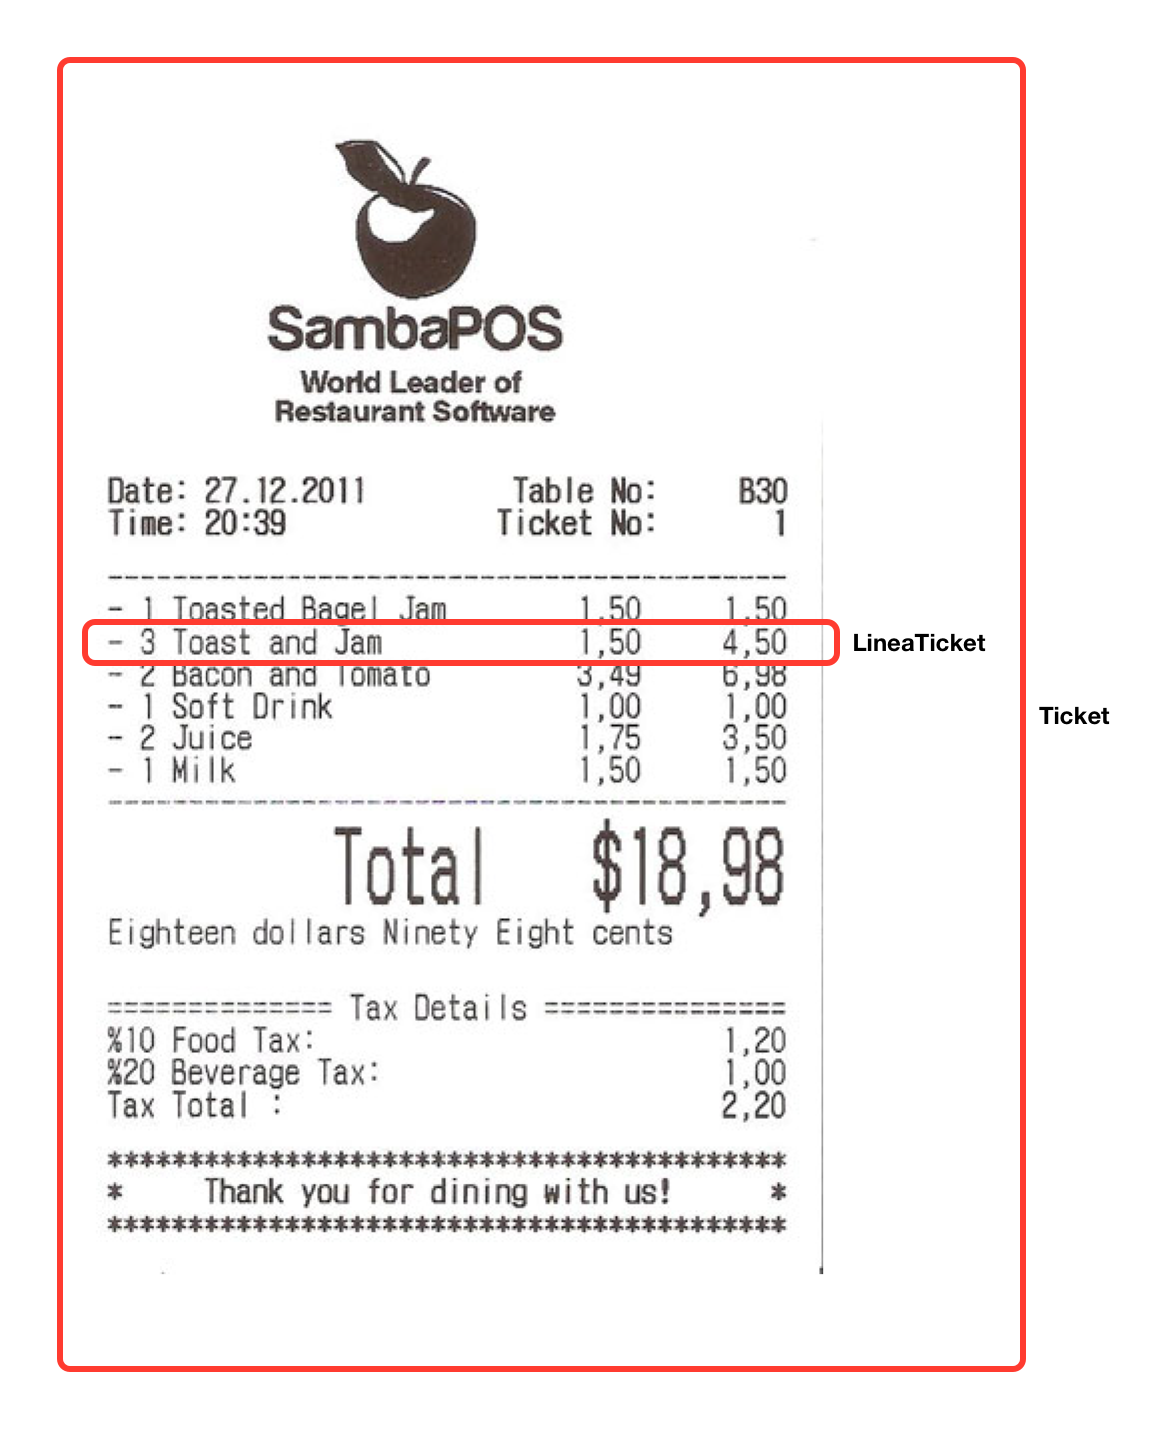 SambaPOS
World Leader of
Restaurant Software
Date: 27.12.2011 Table No: B30
Time: 20:39 Ticket No: 1
- 1 Toasted Bagel Jam 1,50 1,50
- 3 Toast and Jam 1,50 4,50
LineaTicket
- 2 Bacon and Tomato 3,49 6,98
- 1 Soft Drink 1,00 1,00
Ticket
- 2 Juice 1,75 3,50
- 1 Milk 1,50 1,50
Total $18,98
Eighteen dollars Ninety Eight cents
============== Tax Details ===============
%10 Food Tax: 1,20
%20 Beverage Tax: 1,00
Tax Total : 2,20
******************************************
* Thank you for dining with us! *
******************************************